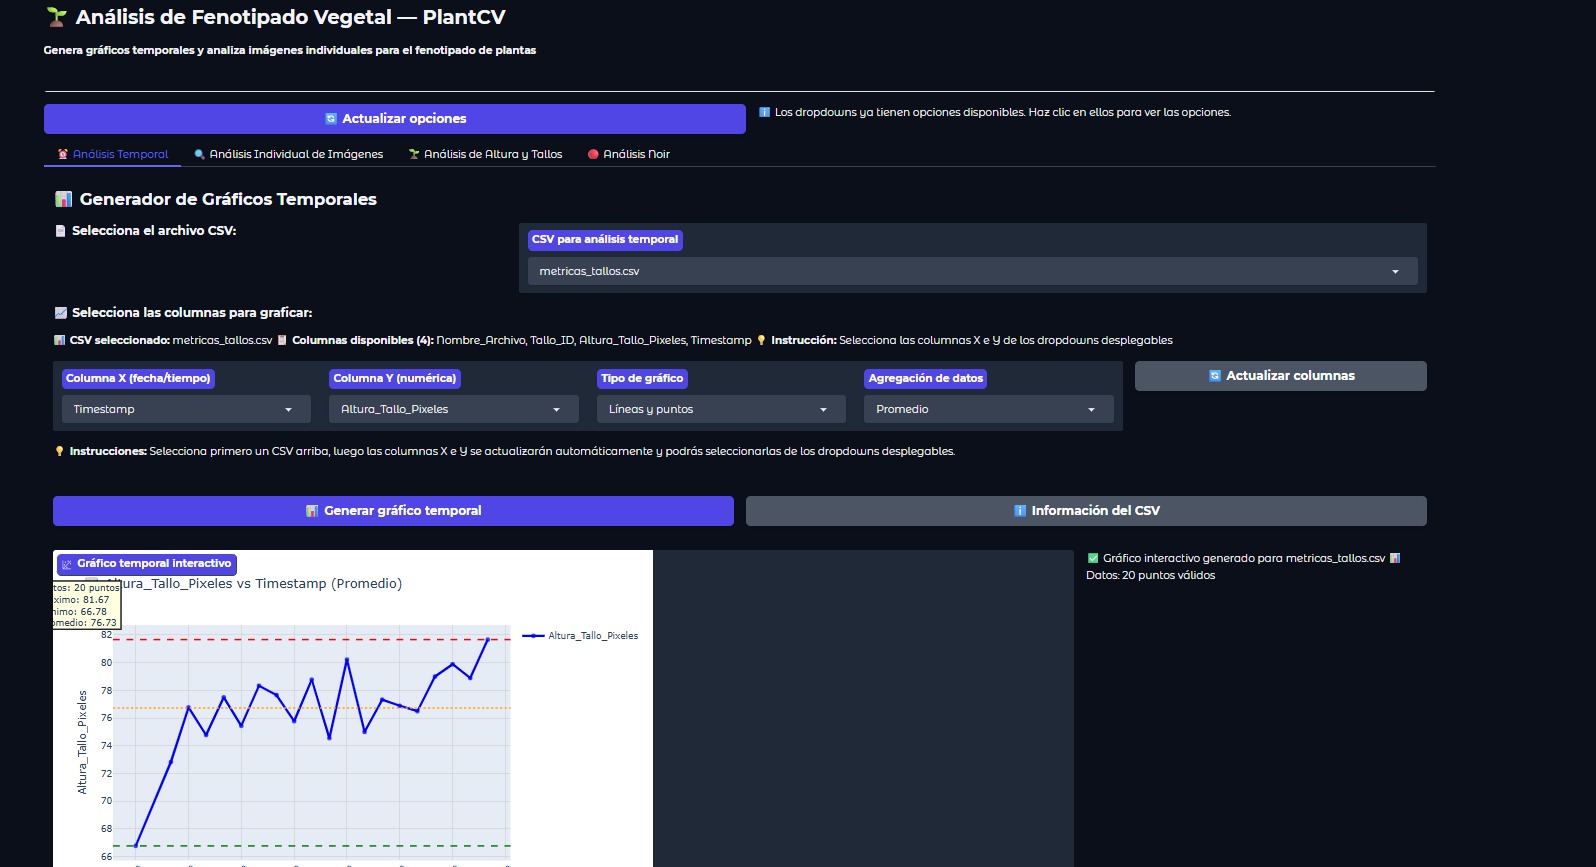 Análisis de Fenotipado Vegetal — PlantCV
Genera gráficos temporales y analiza imágenes individuales para el fenotipado de plantas
Actualizar opciones
Los dropdowns ya tienen opciones disponibles. Haz clic en ellos para ver las opciones.
Análisis Temporal
Análisis Individual de Imágenes
Análisis de Altura y Tallos
Análisis Noir
Generador de Gráficos Temporales
Selecciona el archivo CSV:
CSV para análisis temporal
metricas_tallos.csv
Selecciona las columnas para graficar:
CSV seleccionado: metricas_tallos.csv Columnas disponibles (4): Nombre_Archivo, Tallo_ID, Altura_Tallo_Pixeles, Timestamp Instrucción: Selecciona las columnas X e Y de los dropdowns desplegables
Columna X (fecha/tiempo)
Timestamp
Columna Y (numérica)
Altura_Tallo_Pixeles
Tipo de gráfico
Líneas y puntos
Agregación de datos
Promedio
Actualizar columnas
Instrucciones: Selecciona primero un CSV arriba, luego las columnas X e Y se actualizarán automáticamente y podrás seleccionarlas de los dropdowns desplegables.
Generar gráfico temporal
Información del CSV
Gráfico temporal interactivo
ltura_Tallo_Pixeles vs Timestamp (Promedio)
tos: 20 puntos
ximo: 81.67
nimo: 66.78
omedio: 76.73
82
80
78
76
74
72
70
68
66
Altura_Tallo_Pixeles
Altura_Tallo_Pixeles
Gráfico interactivo generado para metricas_tallos.csv
Datos: 20 puntos válidos